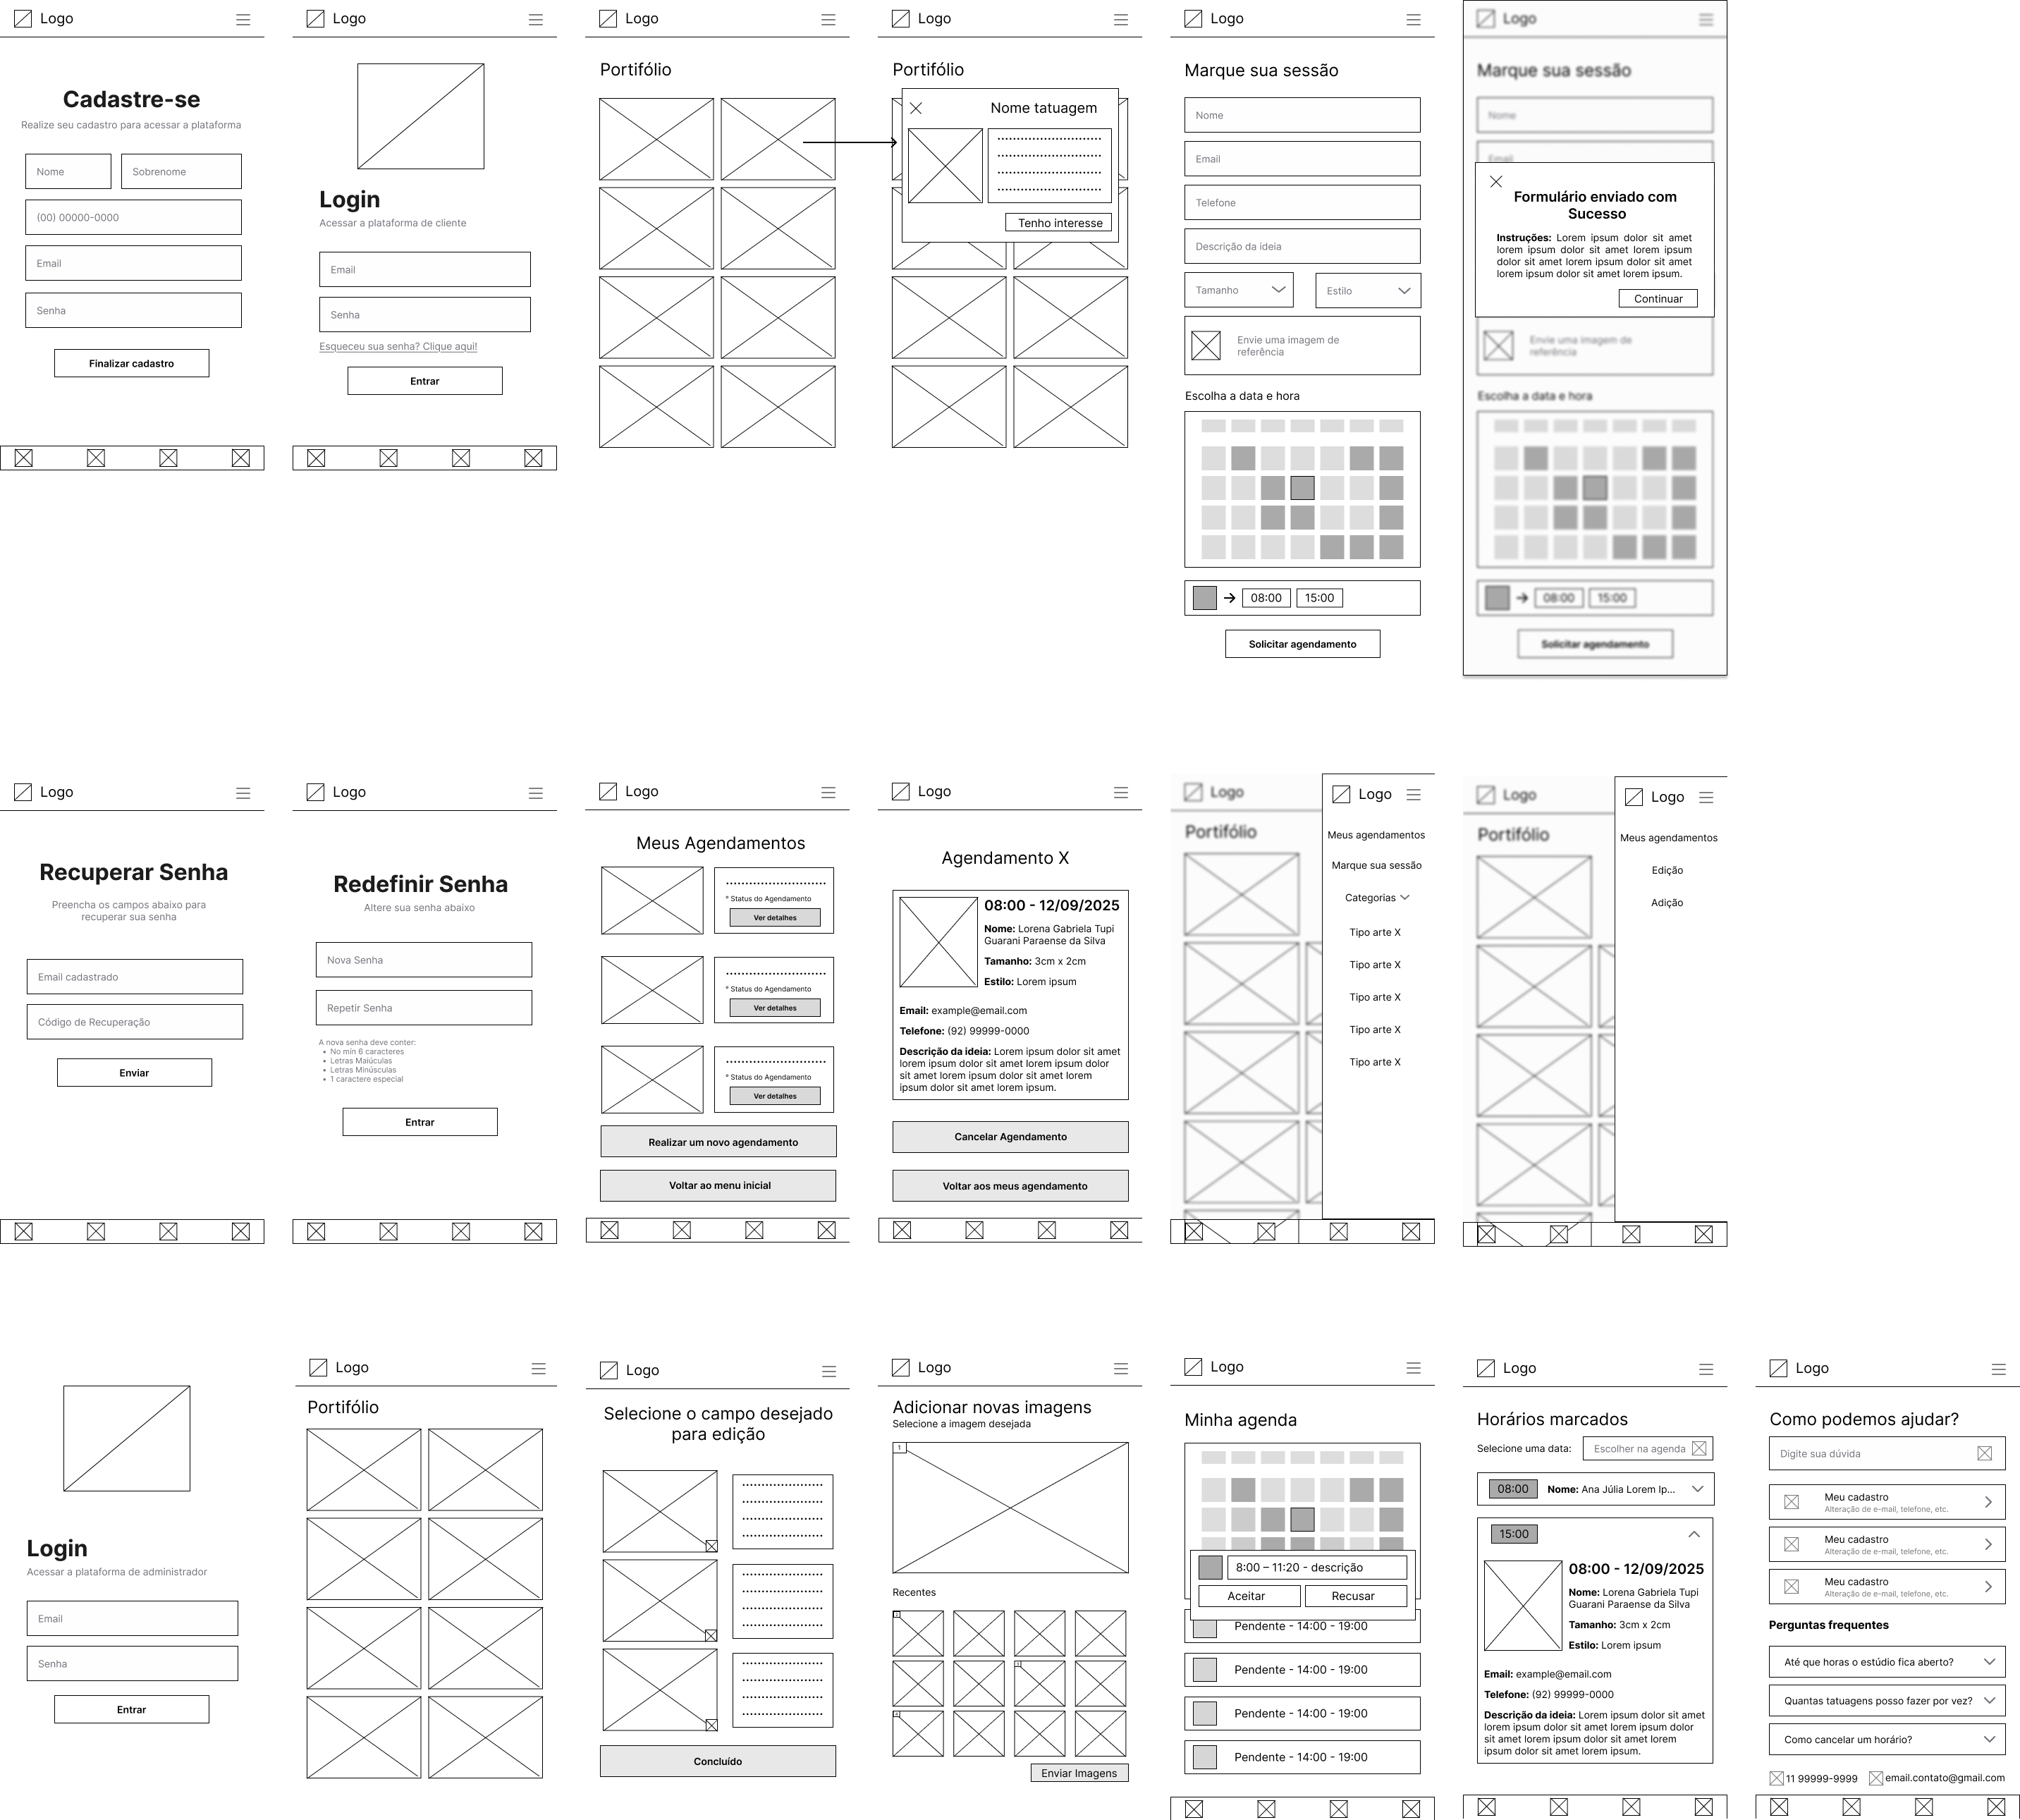 Logo
Cadastre-se
Realize seu cadastro para acessar a plataforma
Nome
Sobrenome
(00) 00000-0000
Email
Senha
Finalizar cadastro
Logo
Login
Acessar a plataforma de cliente
Email
Senha
Esqueceu sua senha? Clique aqui!
Entrar
Logo
Portifólio
Logo
Portifólio
Nome tatuagem
Tenho interesse
Logo
Marque sua sessão
Nome
Email
Telefone
Descrição da ideia
Tamanho
Estilo
Envie uma imagem de
referência
Escolha a data e hora
08:00
15:00
Solicitar agendamento
Logo
Marque sua sessão
Nome
Email
Formulário enviado com
Sucesso
Instruções: Lorem ipsum dolor sit amet
lorem ipsum dolor sit amet lorem ipsum
dolor sit amet lorem ipsum dolor sit amet
lorem ipsum dolor sit amet lorem ipsum.
Continuar
Envie uma imagem de
referência
Escolha a data e hora
08:00
15:00
Solicitar agendamento
Logo
Recuperar Senha
Preencha os campos abaixo para
recuperar sua senha
Email cadastrado
Código de Recuperação
Enviar
Logo
Redefinir Senha
Altere sua senha abaixo
Nova Senha
Repetir Senha
A nova senha deve conter:
• No mín 6 caracteres
• Letras Maiúculas
• Letras Minúsculas
• 1 caractere especial
Entrar
Logo
Meus Agendamentos
* Status do Agendamento
Ver detalhes
* Status do Agendamento
Ver detalhes
* Status do Agendamento
Ver detalhes
Realizar um novo agendamento
Voltar ao menu inicial
Logo
Agendamento X
08:00 - 12/09/2025
Nome: Lorena Gabriela Tupi
Guarani Paraense da Silva
Tamanho: 3cm x 2cm
Estilo: Lorem ipsum
Email: example@email.com
Telefone: (92) 99999-0000
Descrição da ideia: Lorem ipsum dolor sit amet
lorem ipsum dolor sit amet lorem ipsum dolor
sit amet lorem ipsum dolor sit amet lorem
ipsum dolor sit amet lorem ipsum.
Cancelar Agendamento
Voltar aos meus agendamento
Logo
Portifólio
Logo
Meus agendamentos
Marque sua sessão
Categorias
Tipo arte X
Tipo arte X
Tipo arte X
Tipo arte X
Tipo arte X
Logo
Portifólio
Logo
Meus agendamentos
Edição
Adição
Login
Acessar a plataforma de administrador
Email
Senha
Entrar
Logo
Portifólio
Logo
Selecione o campo desejado
para edição
Concluído
Logo
Adicionar novas imagens
Selecione a imagem desejada
1
Recentes
Enviar Imagens
Logo
Minha agenda
8:00 – 11:20 - descrição
Aceitar
Recusar
Pendente - 14:00 - 19:00
Pendente - 14:00 - 19:00
Pendente - 14:00 - 19:00
Pendente - 14:00 - 19:00
Logo
Horários marcados
Selecione uma data:
Escolher na agenda
08:00
Nome: Ana Júlia Lorem Ip...
15:00
08:00 - 12/09/2025
Nome: Lorena Gabriela Tupi
Guarani Paraense da Silva
Tamanho: 3cm x 2cm
Estilo: Lorem ipsum
Email: example@email.com
Telefone: (92) 99999-0000
Descrição da ideia: Lorem ipsum dolor sit amet
lorem ipsum dolor sit amet lorem ipsum dolor
sit amet lorem ipsum dolor sit amet lorem
ipsum dolor sit amet lorem ipsum.
Logo
Como podemos ajudar?
Digite sua dúvida
Meu cadastro
Alteração de e-mail, telefone, etc.
Meu cadastro
Alteração de e-mail, telefone, etc.
Meu cadastro
Alteração de e-mail, telefone, etc.
Perguntas frequentes
Até que horas o estúdio fica aberto?
Quantas tatuagens posso fazer por vez?
Como cancelar um horário?
11 99999-9999
email.contato@gmail.com